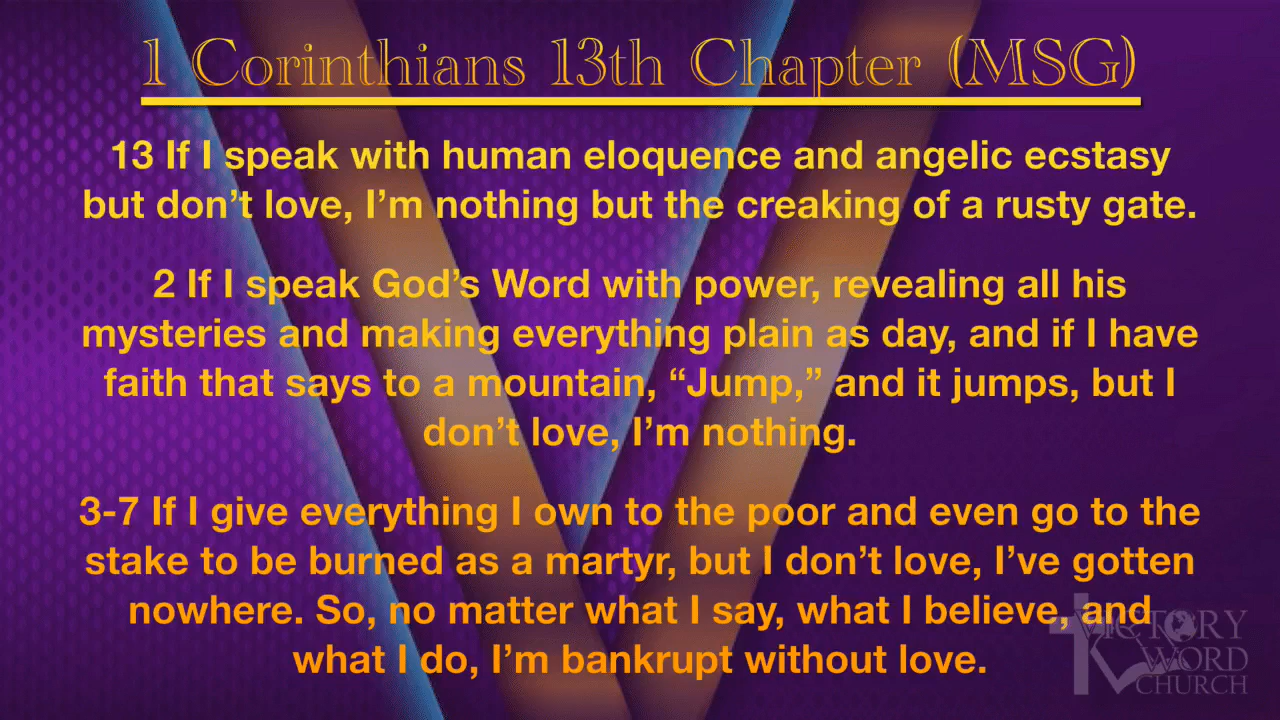 1 Corinthians 13th Chapter (MSG)
13 If I speak with human eloquence and angelic ecstasy
but don’t love, I’m nothing but the creaking of a rusty gate.
2 If I speak God’s Word with power, revealing all his
mysteries and making everything plain as day, and if I have
faith that says to a mountain, “Jump,” and it jumps, but I
don’t love, I’m nothing.
3-7 If I give everything I own to the poor and even go to the
stake to be burned as a martyr, but I don’t love, I’ve gotten
nowhere. So, no matter what I say, what I believe, and
what I do, I’m bankrupt without love.
VICTORY
WORD
CHURCH